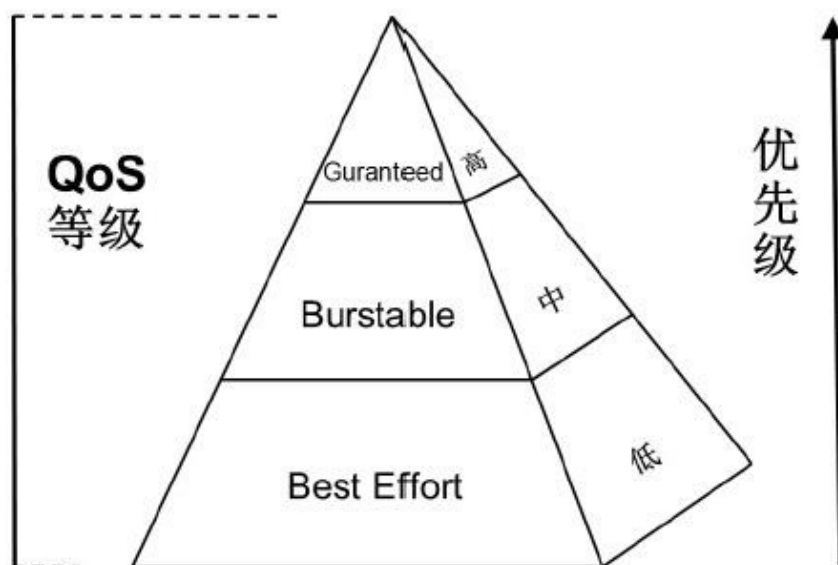 QoS
等级
Guranteed
高
Burstable
中
Best Effort
低
优先级